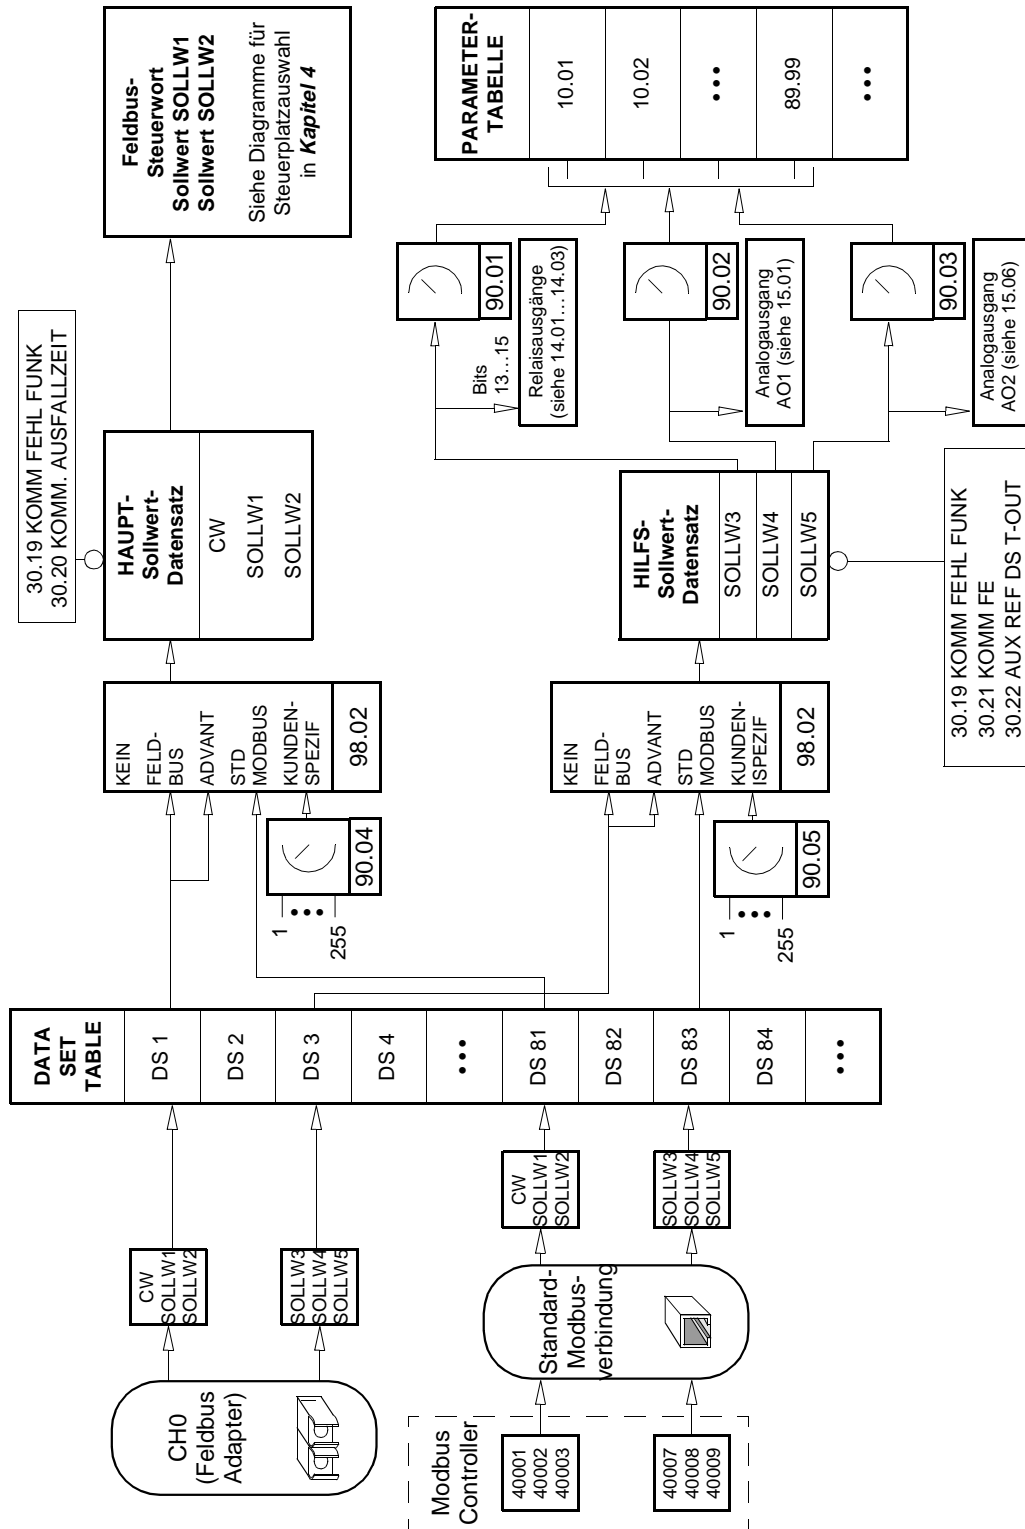 CH0
(Feldbus
Adapter)
Modbus
Controller
40001
40002
40003
40007
40008
40009
Standard-
Modbus-
verbindung
CW
SOLLW1
SOLLW2
SOLLW3
SOLLW4
SOLLW5
CW
SOLLW1
SOLLW2
SOLLW3
SOLLW4
SOLLW5
DATA
SET
TABLE
DS 1
DS 2
DS 3
DS 4
•••
DS 81
DS 82
DS 83
DS 84
•••
1
•••
255
90.04
1
•••
255
90.05
KEIN
FELD-
BUS
ADVANT
STD
MODBUS
KUNDEN-
SPEZIF
98.02
KEIN
FELD-
BUS
ADVANT
STD
MODBUS
KUNDEN-
ISPEZIF
98.02
30.19 KOMM FEHL FUNK
30.20 KOMM. AUSFALLZEIT
HAUPT-
Sollwert-
Datensatz
CW
SOLLW1
SOLLW2
HILFS-
Sollwert-
Datensatz
SOLLW3
SOLLW4
SOLLW5
30.19 KOMM FEHL FUNK
30.21 KOMM FE
30.22 AUX REF DS T-OUT
Feldbus-
Steuerwort
Sollwert SOLLW1
Sollwert SOLLW2
Siehe Diagramme für
Steuerplatzauswahl
in Kapitel 4
Bits
13...15
Relaisausgänge
(siehe 14.01...14.03)
90.01
Analogausgang
AO1 (siehe 15.01)
90.02
Analogausgang
AO2 (siehe 15.06)
90.03
PARAMETER-
TABELLE
10.01
10.02
•••
89.99
•••